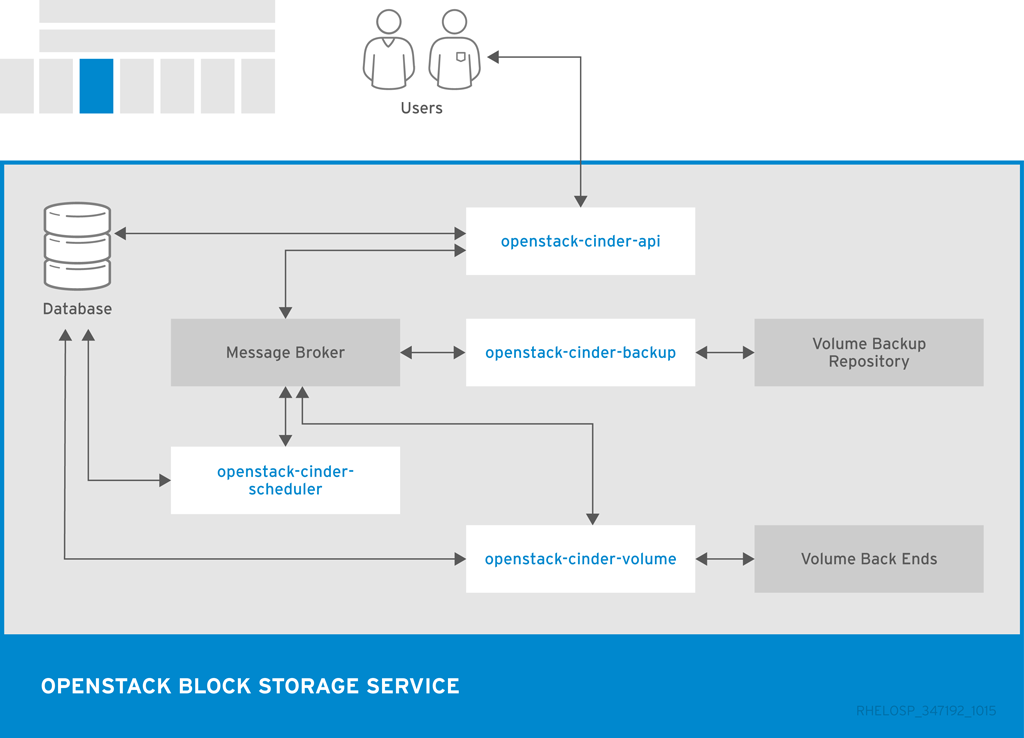 Users
openstack-cinder-api
Database
Message Broker
openstack-cinder-backup
Volume Backup
Repository
openstack-cinder-
scheduler
openstack-cinder-volume
Volume Back Ends
OPENSTACK BLOCK STORAGE SERVICE
RHELOSP_347192_1015